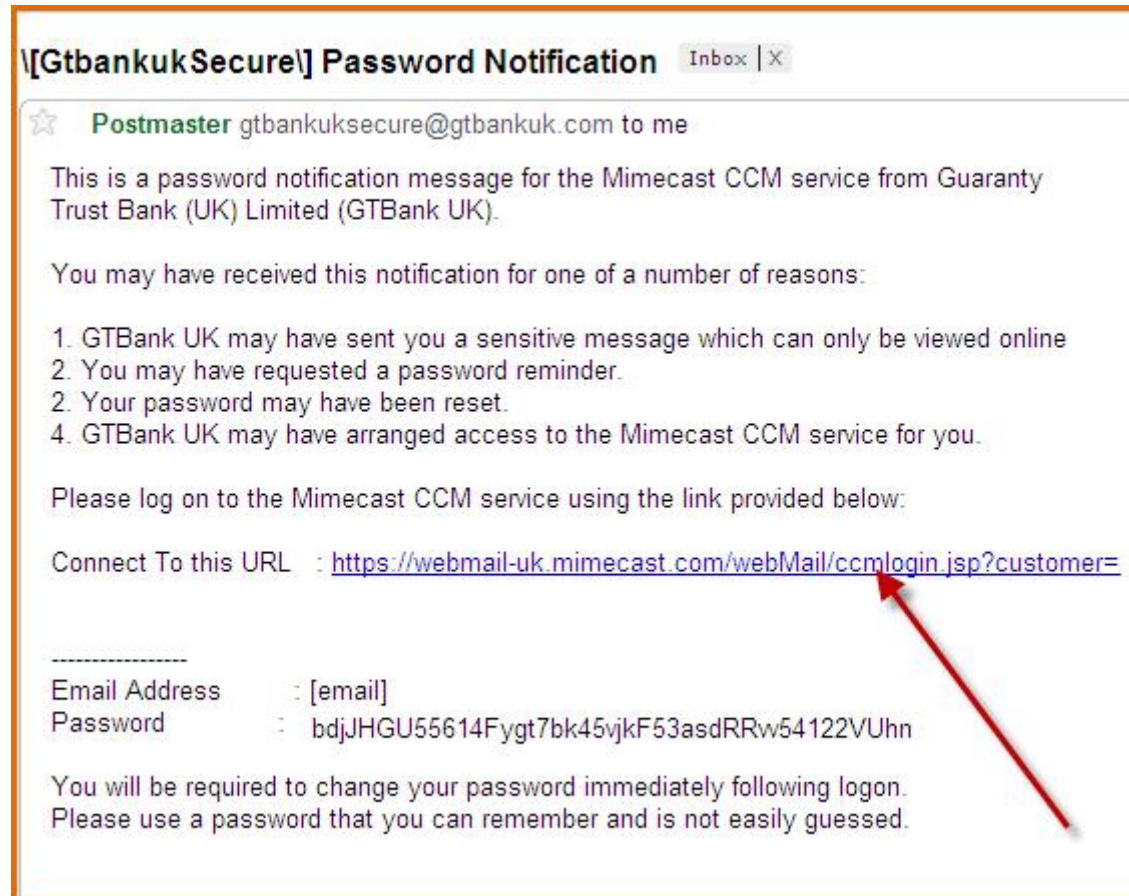 \[GtbankukSecure\] Password Notification Inbox | X
Postmaster gtbankuksecure@gtbankuk.com to me
This is a password notification message for the Mimecast CCM service from Guaranty
Trust Bank (UK) Limited (GTBank UK).
You may have received this notification for one of a number of reasons:
1. GTBank UK may have sent you a sensitive message which can only be viewed online
2. You may have requested a password reminder.
2. Your password may have been reset.
4. GTBank UK may have arranged access to the Mimecast CCM service for you.
Please log on to the Mimecast CCM service using the link provided below:
Connect To this URL : https://webmail-uk.mimecast.com/webMail/ccmlogin.jsp?customer=
-----------------
Email Address : [email]
Password : bdjJHGU55614Fygt7bk45vjkF53asdRRw54122VUhn
You will be required to change your password immediately following logon.
Please use a password that you can remember and is not easily guessed.